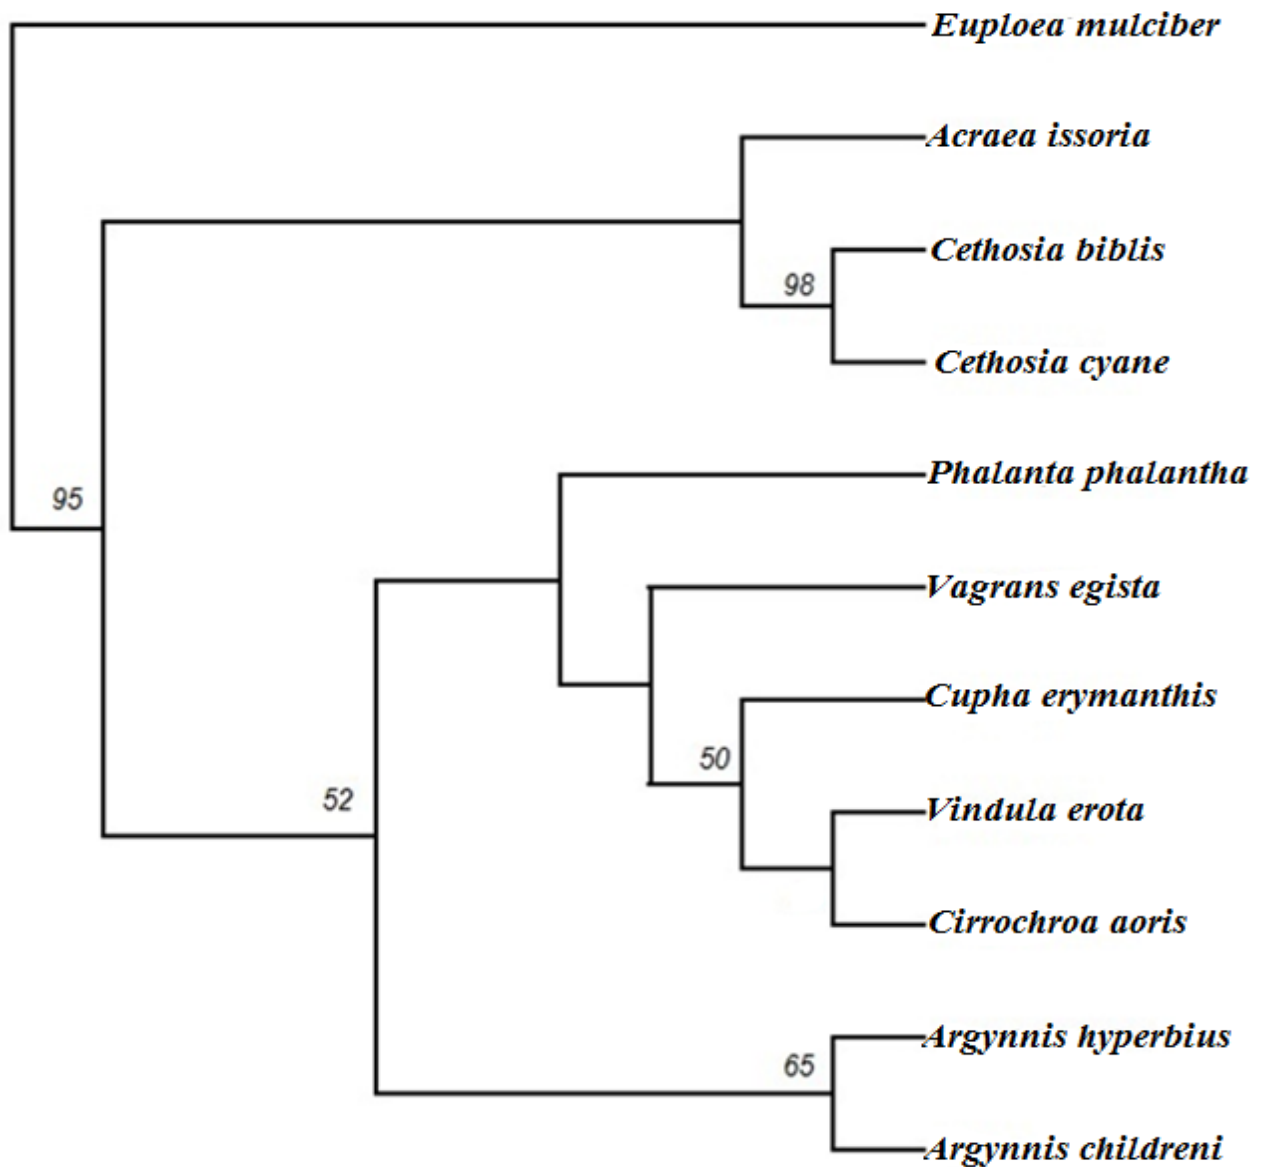 Euploea mulciber
Acraea issoria
Cethosia biblis
98
Cethosia cyane
Phalanta phalantha
95
Vagrans egista
Cupha erymanthis
50
52
Vindula erota
Cirrochroa aoris
Argynnis hyperbius
65
Argynnis childreni